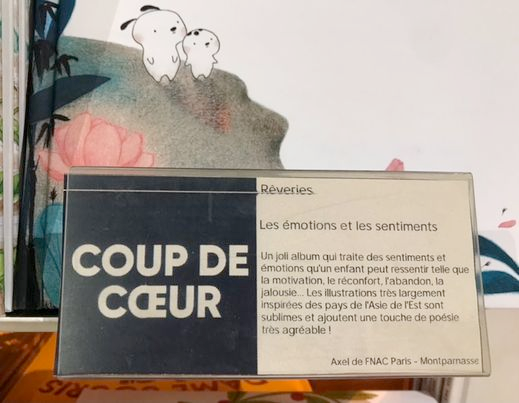 Rêveries
Les émotions et les sentiments
COUP DE
CŒUR
Un joli album qui traite des sentiments et
émotions qu'un enfant peut ressentir telle que
la motivation, le réconfort, l'abandon, la
jalousie... Les illustrations très largement
inspirées des pays de l'Asie de l'Est sont
sublimes et ajoutent une touche de poésie
très agréable !
Axel de FNAC Paris - Montparnasse